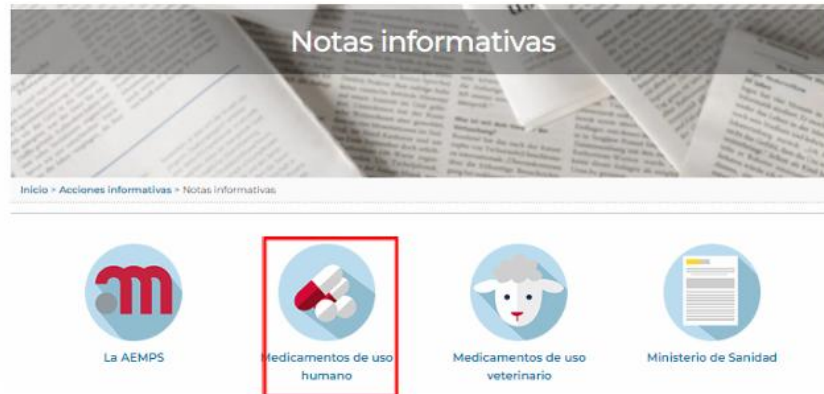 Notas informativas
Inicio > Acciones informativas > Notas informativas
La AEMPS
Medicamentos de uso
humano
Medicamentos de uso
veterinario
Ministerio de Sanidad